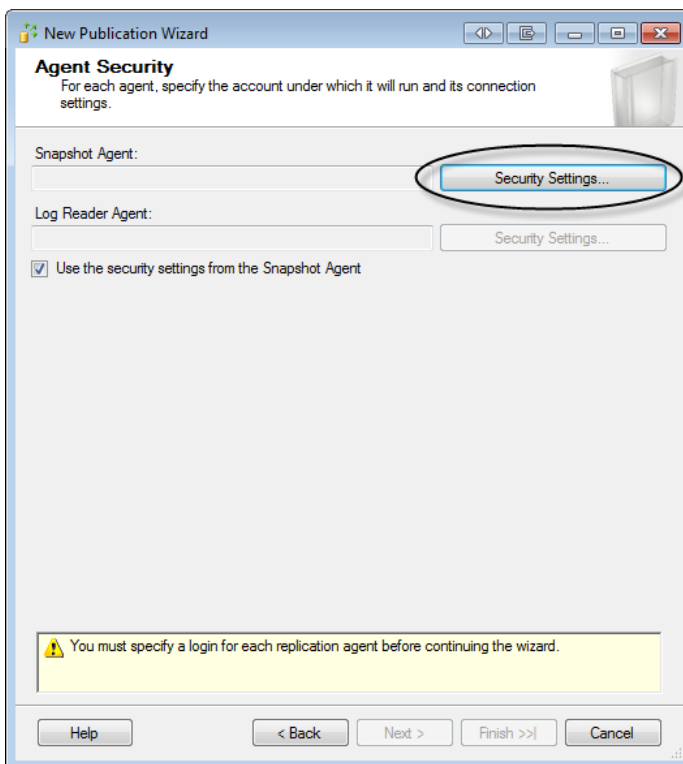 New Publication Wizard
Agent Security
For each agent, specify the account under which it will run and its connection
settings.
Snapshot Agent:
Security Settings...
Log Reader Agent:
Security Settings...
Use the security settings from the Snapshot Agent
You must specify a login for each replication agent before continuing the wizard.
Help
< Back
Next >
Finish >>|
Cancel